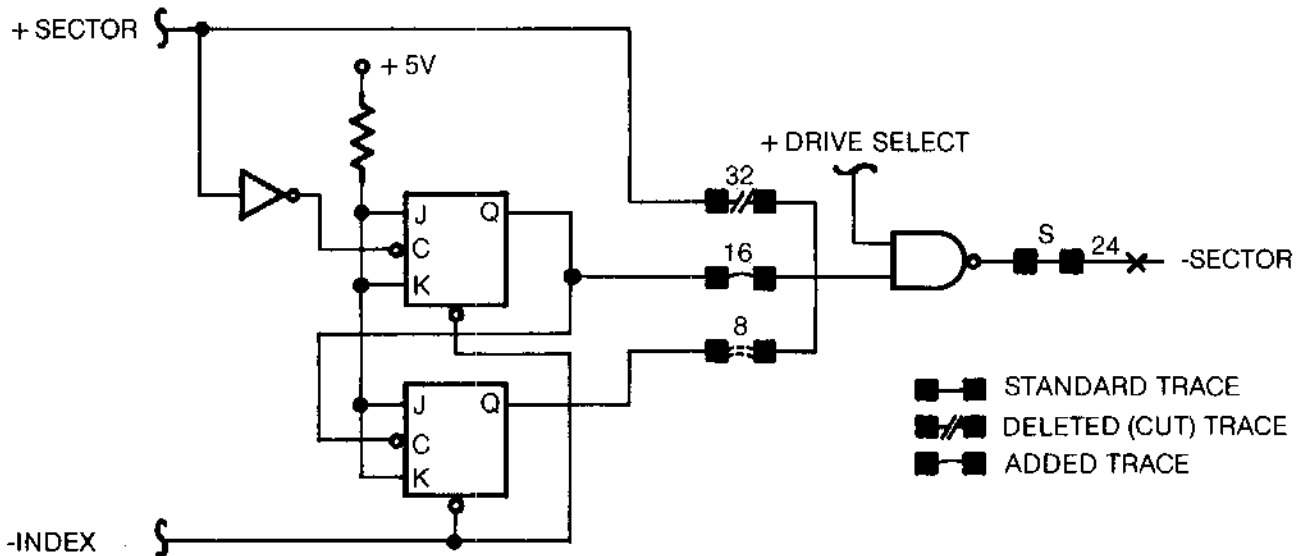 + SECTOR
+ 5V
+ DRIVE SELECT
32
J
Q
C
K
16
S
24
-SECTOR
8
J
Q
C
K
STANDARD TRACE
DELETED (CUT) TRACE
ADDED TRACE
-INDEX